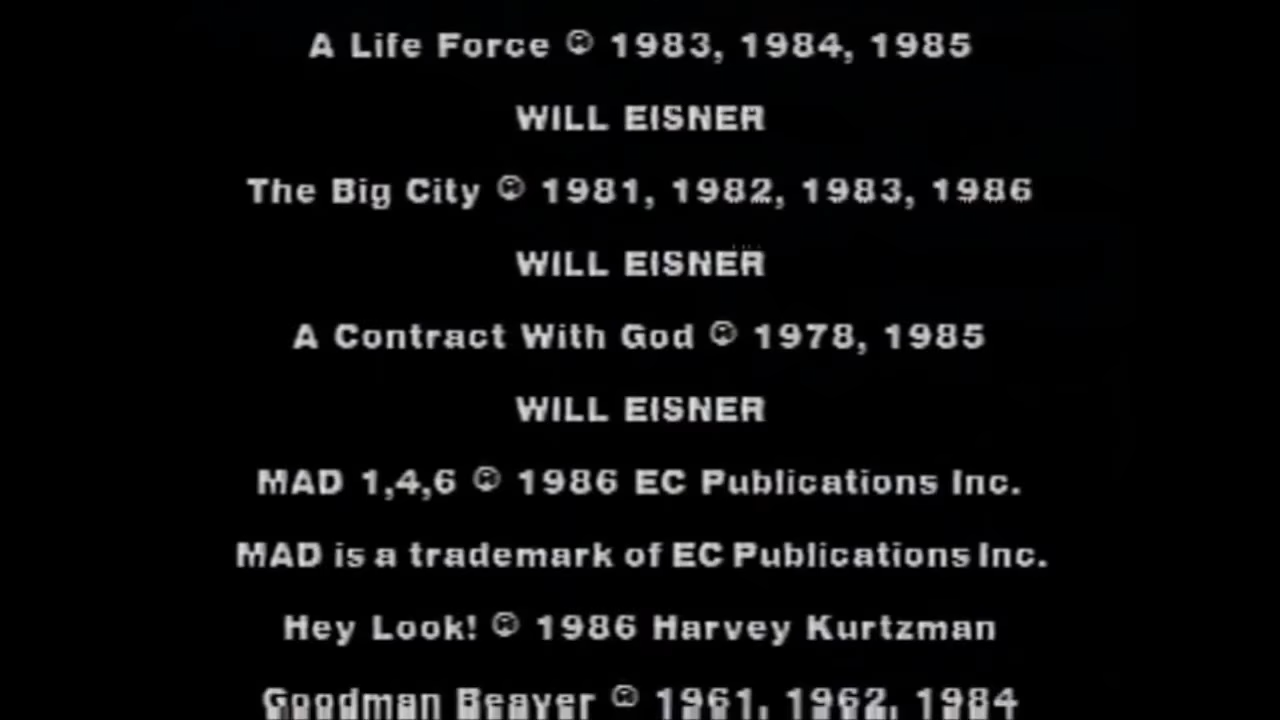 A Life Force © 1983, 1984, 1985
WILL EISNER
The Big City © 1981, 1982, 1983, 1986
WILL EISNER
A Contract With God © 1978, 1985
WILL EISNER
MAD 1,4,6 © 1986 EC Publications Inc.
MAD is a trademark of EC Publications Inc.
Hey Look! © 1986 Harvey Kurtzman
Goodman Beaver © 1961, 1962, 1984